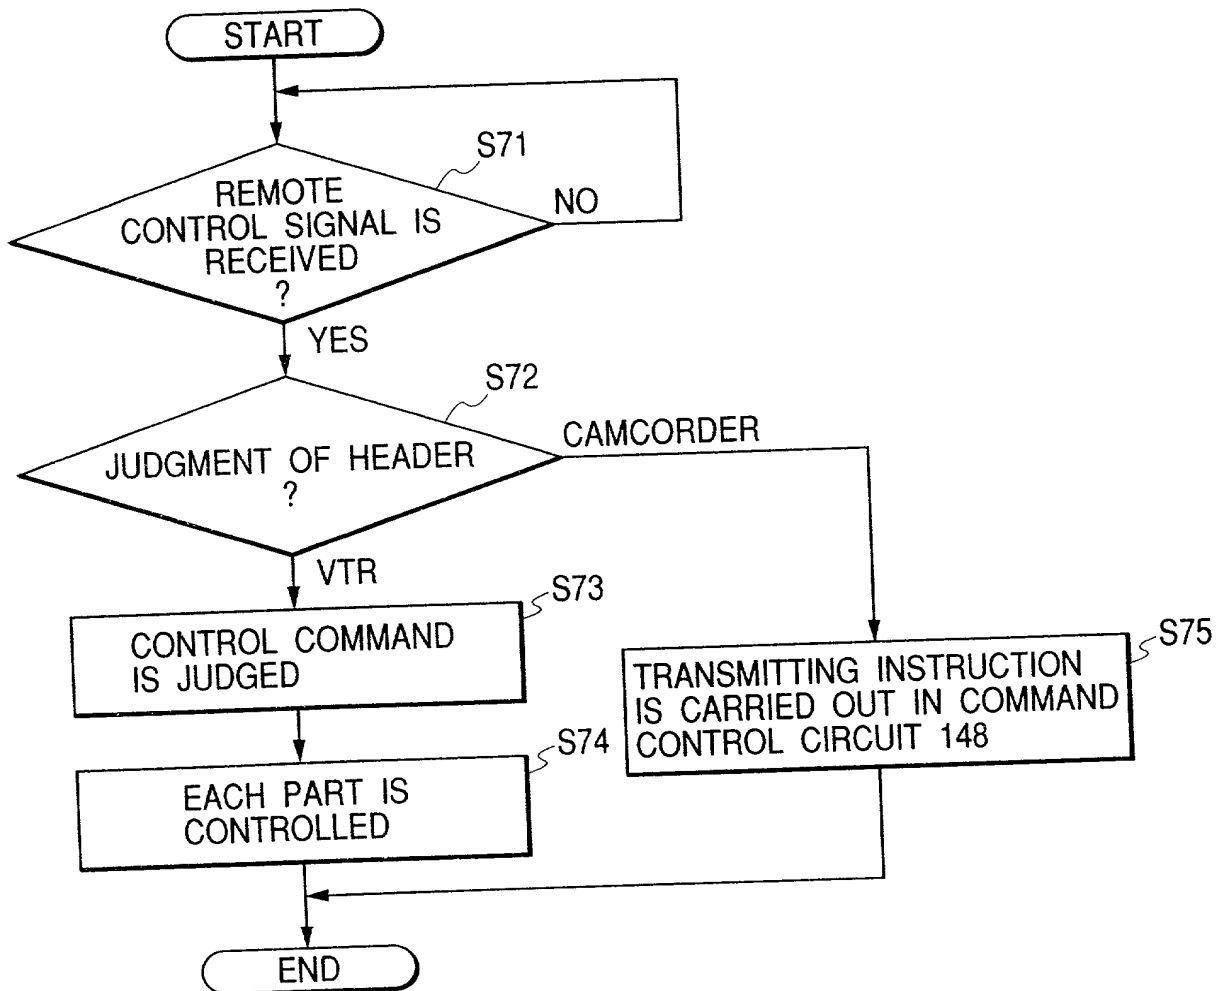 START
S71
REMOTE
CONTROL SIGNAL IS
RECEIVED
?
NO
YES
S72
JUDGMENT OF HEADER
?
CAMCORDER
VTR
S73
CONTROL COMMAND
IS JUDGED
S75
TRANSMITTING INSTRUCTION
IS CARRIED OUT IN COMMAND
CONTROL CIRCUIT 148
S74
EACH PART IS
CONTROLLED
END